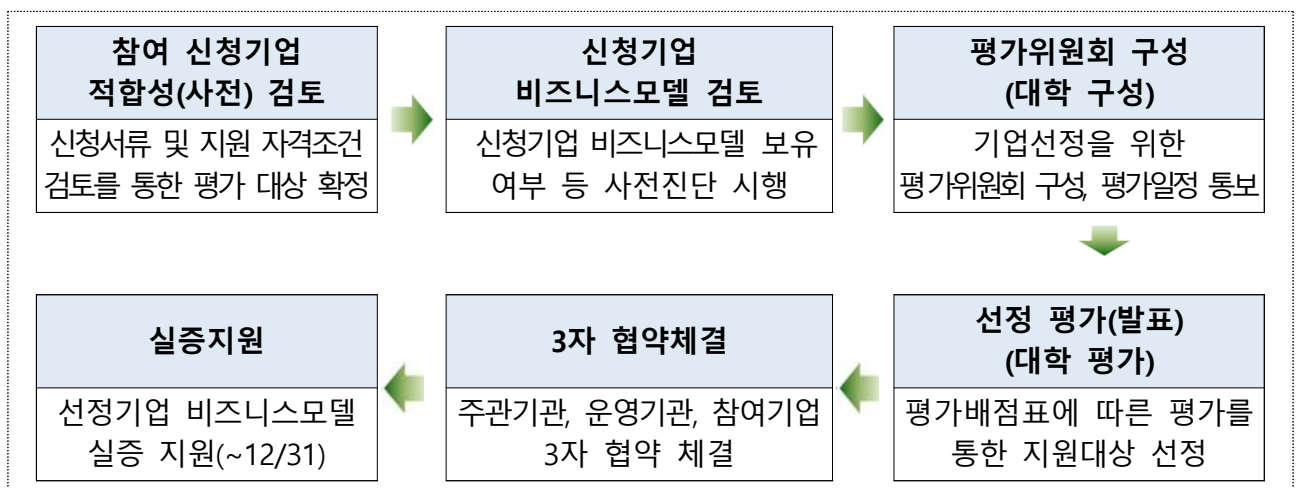 참여 신청기업
적합성(사전) 검토
신청서류 및 지원 자격조건
검토를 통한 평가 대상 확정
신청기업
비즈니스모델 검토
신청기업 비즈니스모델 보유
여부 등 사전진단 시행
평가위원회 구성
(대학 구성)
기업선정을 위한
평가위원회 구성, 평가일정 통보
선정 평가(발표)
(대학 평가)
평가배점표에 따른 평가를
통한 지원대상 선정
3자 협약체결
주관기관, 운영기관, 참여기업
3자 협약 체결
실증지원
선정기업 비즈니스모델
실증 지원(~12/31)